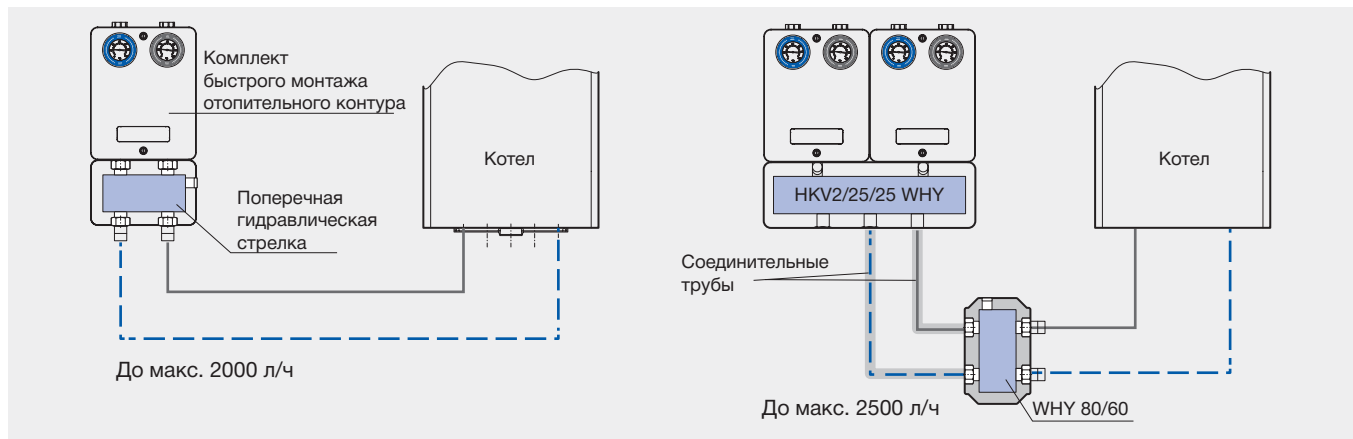 Комплект
быстрого монтажа
отопительного контура
Котел
Поперечная
гидравлическая
стрелка
До макс. 2000 л/ч
Котел
HKV2/25/25 WHY
Соединительные
трубы
До макс. 2500 л/ч
WHY 80/60